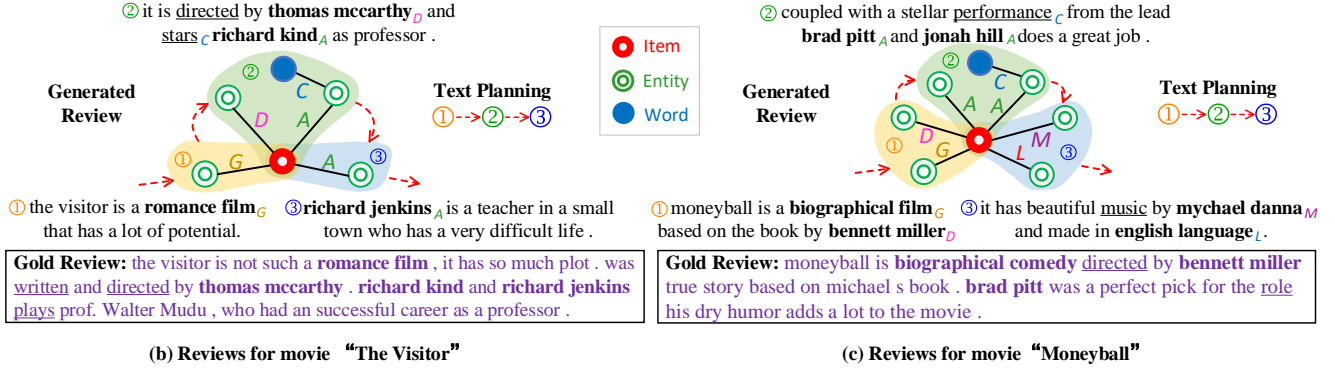 ② it is directed by thomas mccarthy D and
stars C richard kind A as professor .
②
C
Generated
Review
D
A
①
G
A
③
Text Planning
①→②→③
① the visitor is a romance film G
that has a lot of potential.
③ richard jenkins A is a teacher in a small
town who has a very difficult life .
Gold Review: the visitor is not such a romance film , it has so much plot . was
written and directed by thomas mccarthy . richard kind and richard jenkins
plays prof. Walter Mudu , who had an successful career as a professor .
(b) Reviews for movie “The Visitor”
Item
Entity
Word
② coupled with a stellar performance C from the lead
brad pitt A and jonah hill A does a great job .
②
C
Generated
Review
A
A
D
M
①
G
L
③
Text Planning
①→②→③
① moneyball is a biographical film G
based on the book by bennett miller D
③ it has beautiful music by mychael danna M
and made in english language L .
Gold Review: moneyball is biographical comedy directed by bennett miller
true story based on michael s book . brad pitt was a perfect pick for the role
his dry humor adds a lot to the movie .
(c) Reviews for movie “Moneyball”